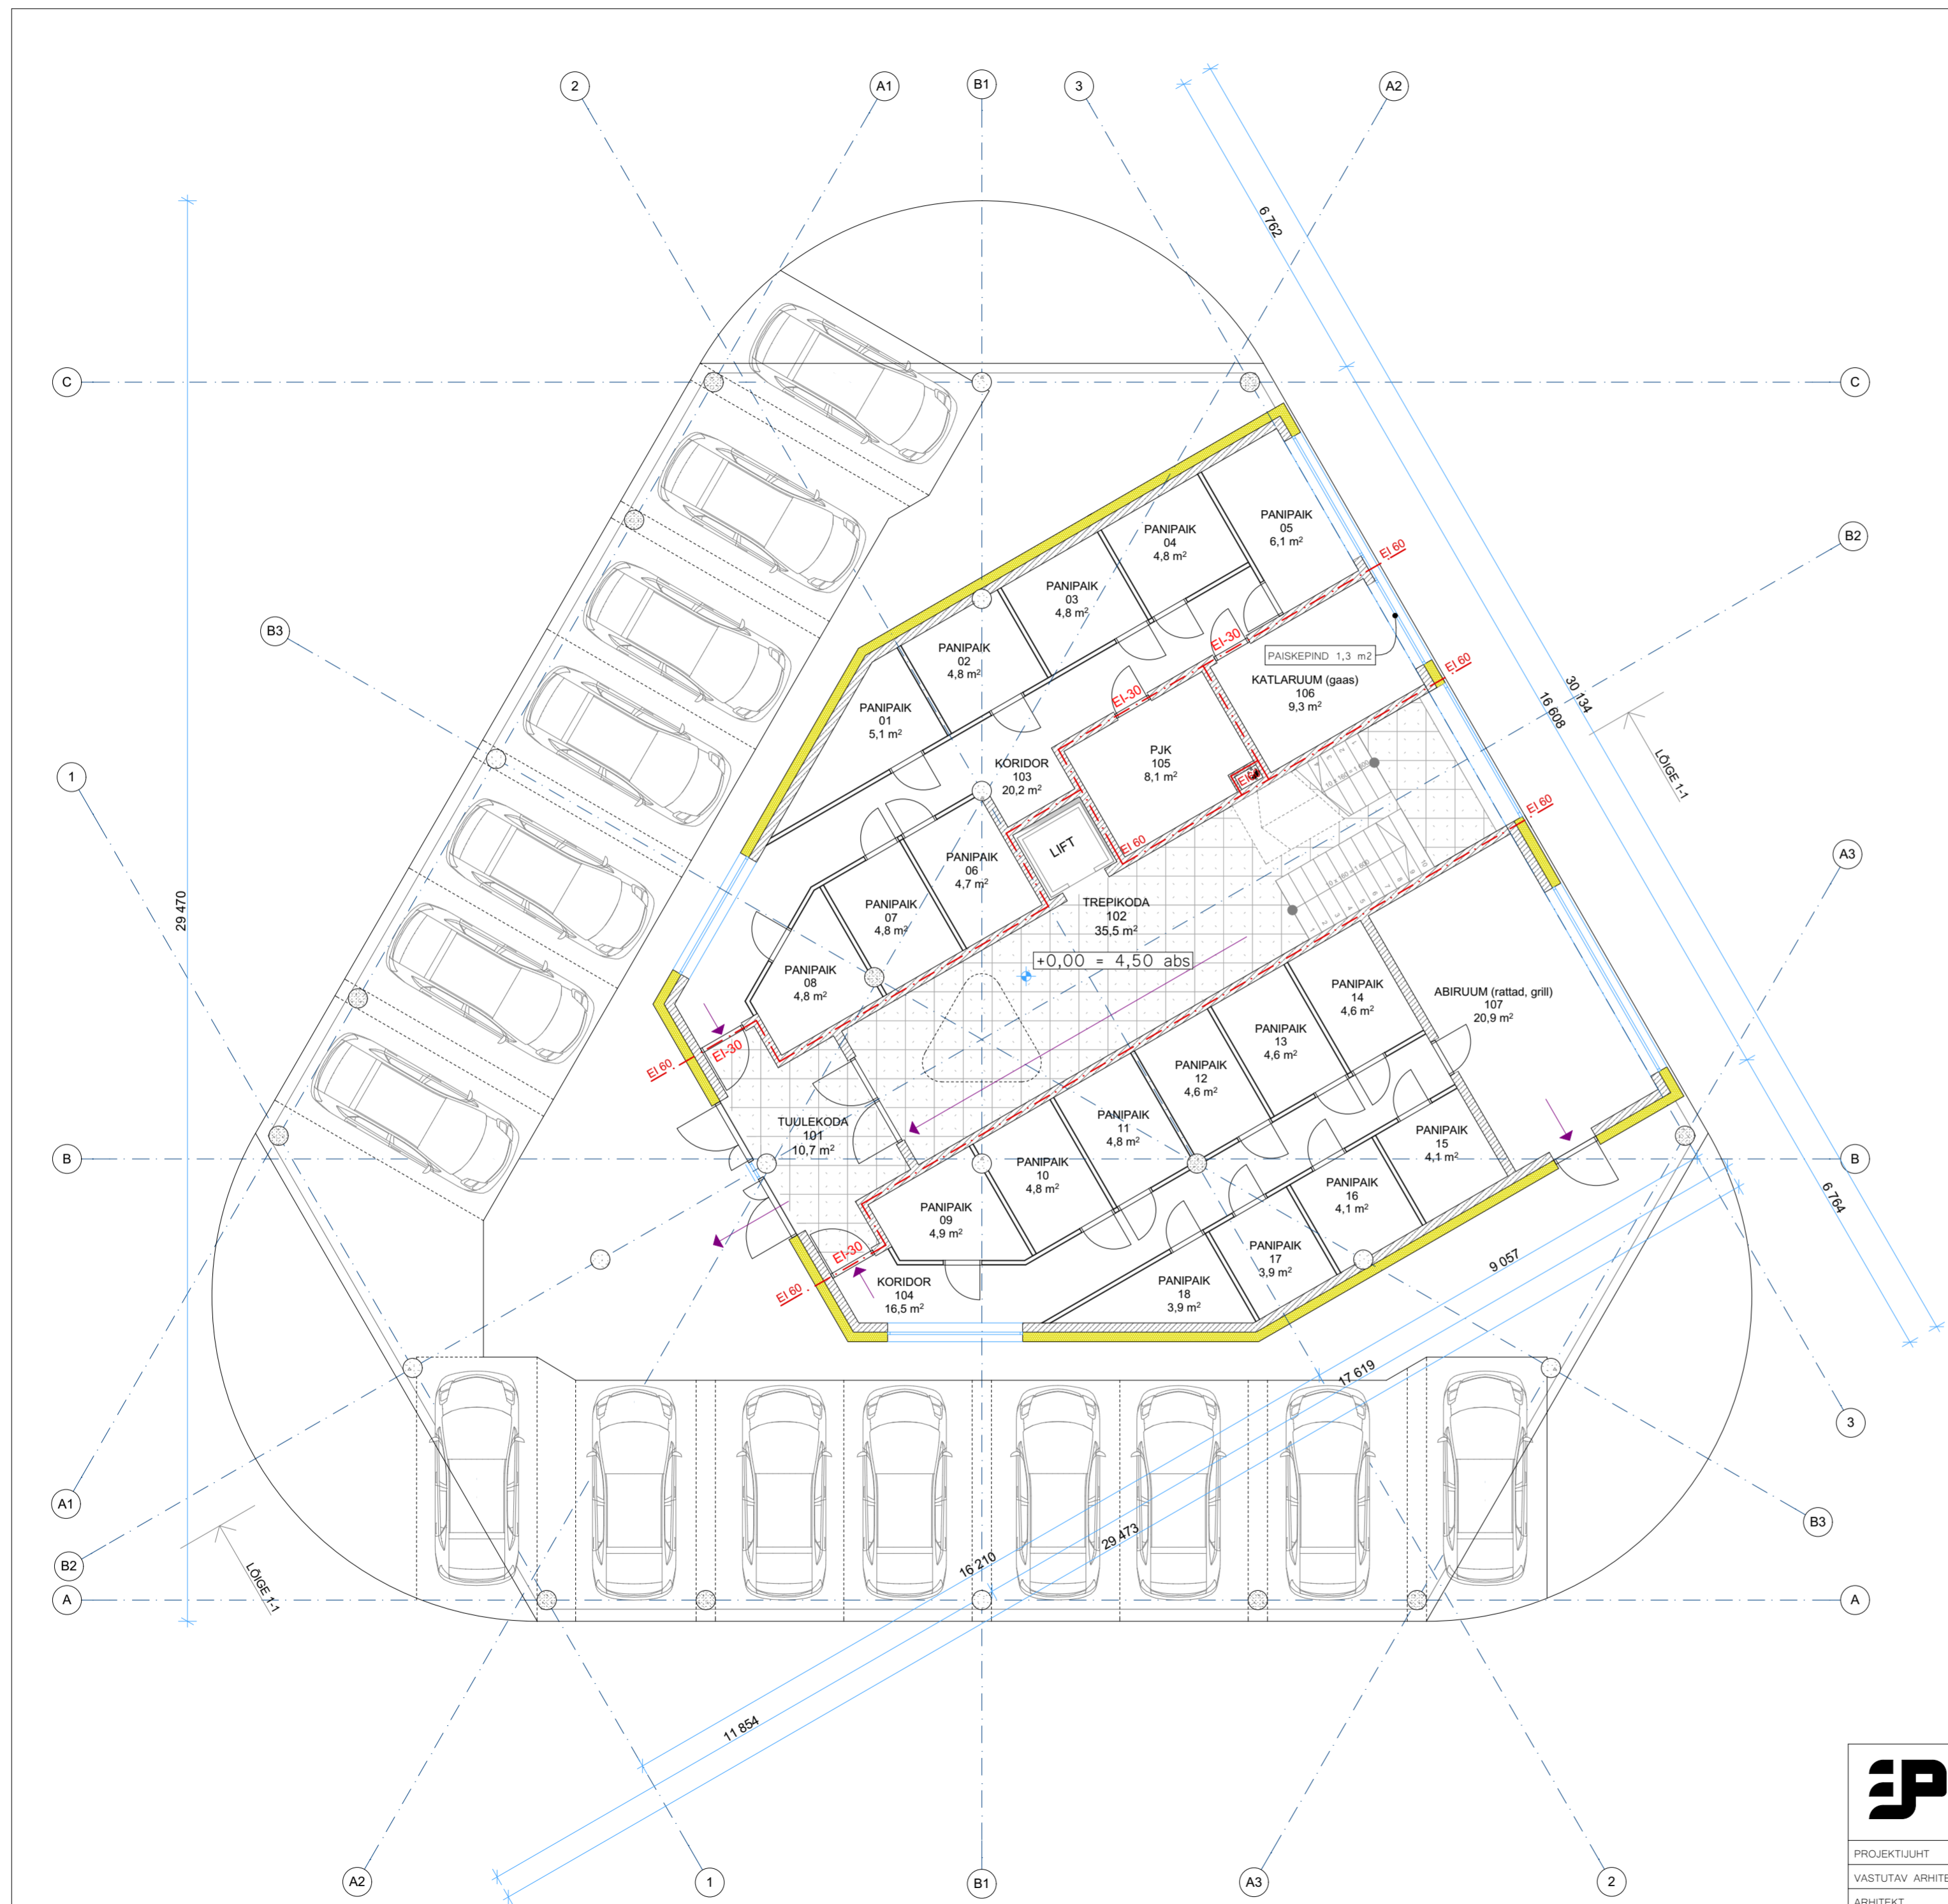 2
A1
B1
3
A2
6 762
C
C
B2
B3
PANIPAIK
05
6,1 m²
PANIPAIK
04
4,8 m²
PANIPAIK
03
4,8 m²
PANIPAIK
02
4,8 m²
PANIPAIK
01
5,1 m²
EI 60
EI-30
PAISKEPIND 1,3 m2
KATLARUUM (gaas)
106
9,3 m²
EI 60
30 134
16 608
EI-30
PJK
105
8,1 m²
KORIDOR
103
20,2 m²
LÕIGE 1-1
1
10 x 160 = 1 600
EI 60
EI 60
LIFT
A3
PANIPAIK
06
4,7 m²
PANIPAIK
07
4,8 m²
PANIPAIK
08
4,8 m²
10 x 160 = 1 600
29 470
TREPIKODA
102
35,5 m²
+0,00 = 4,50 abs
PANIPAIK
14
4,6 m²
ABIRUUM (rattad, grill)
107
20,9 m²
PANIPAIK
13
4,6 m²
PANIPAIK
12
4,6 m²
PANIPAIK
11
4,8 m²
PANIPAIK
10
4,8 m²
PANIPAIK
09
4,9 m²
EI-30
EI 60
TUULEKODA
101
10,7 m²
B
B
PANIPAIK
15
4,1 m²
PANIPAIK
16
4,1 m²
PANIPAIK
17
3,9 m²
PANIPAIK
18
3,9 m²
6 764
9 057
EI-30
EI 60
KORIDOR
104
16,5 m²
17 619
3
A1
B3
B2
LÕIGE 1-1
29 473
16 210
A
A
11 854
A2
1
B1
A3
2
PROJEKTIJUHT
VASTUTAV ARHITE
ARHITEKT